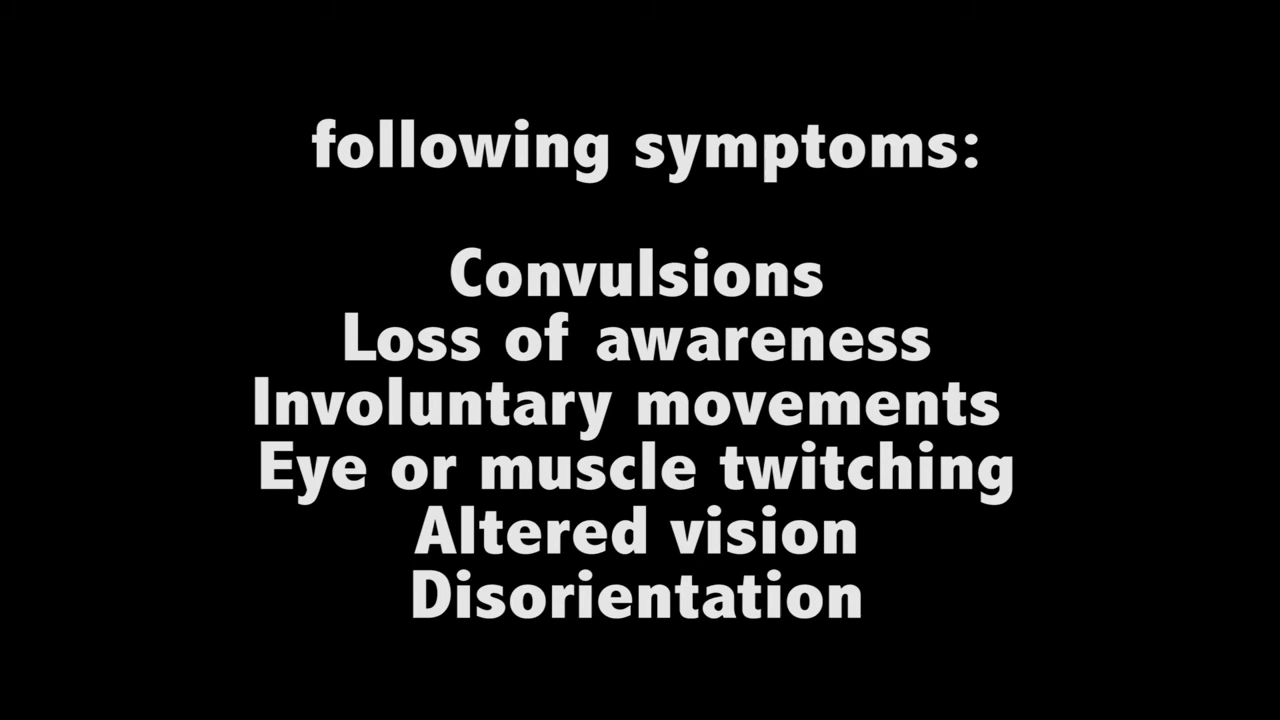 following symptoms:
Convulsions
Loss of awareness
Involuntary movements
Eye or muscle twitching
Altered vision
Disorientation